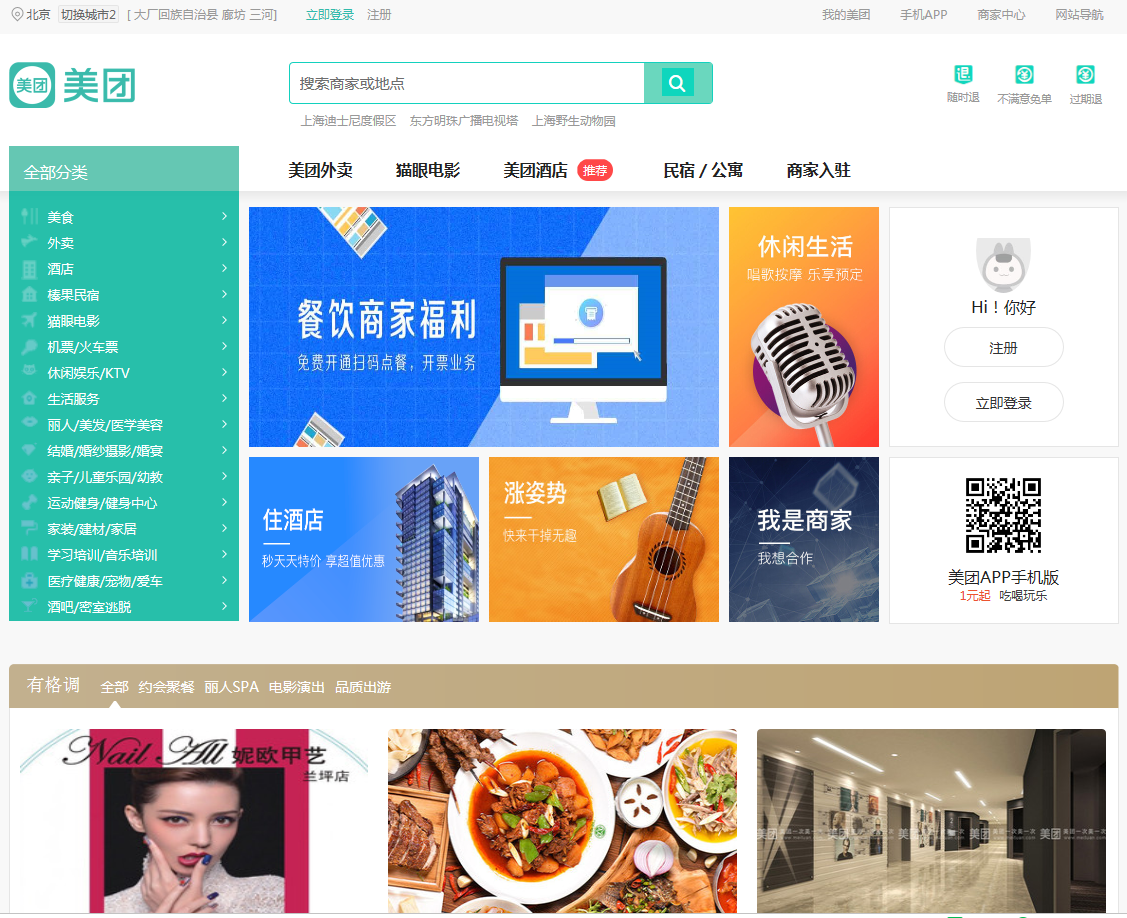 北京 切换城市2 [ 大厂回族自治县 廊坊 三河] 立即登录 注册 我的美团 手机APP 商家中心 网站导航
美团 美团
搜索商家或地点
随时退 不满意免单 过期退
上海迪士尼度假区 东方明珠广播电视塔 上海野生动物园
全部分类 美团外卖 猫眼电影 美团酒店 推荐 民宿 / 公寓 商家入驻
美食
外卖
酒店
榛果民宿
猫眼电影
机票/火车票
休闲娱乐/KTV
生活服务
丽人/美发/医学美容
结婚/婚纱摄影/婚宴
亲子/儿童乐园/幼教
运动健身/健身中心
家装/建材/家居
学习培训/音乐培训
医疗健康/宠物/爱车
酒吧/密室逃脱
餐饮商家福利
免费开通扫码点餐，开票业务
休闲生活
唱歌按摩 乐享预定
Hi！你好
注册
立即登录
住酒店
秒天天特价 享超值优惠
涨姿势
快来干掉无趣
我是商家
我想合作
美团APP手机版
1元起 吃喝玩乐
有格调 全部 约会聚餐 丽人SPA 电影演出 品质出游
Nail All 妮欧甲艺
兰坪店
美团 美团 美团 美团 美团